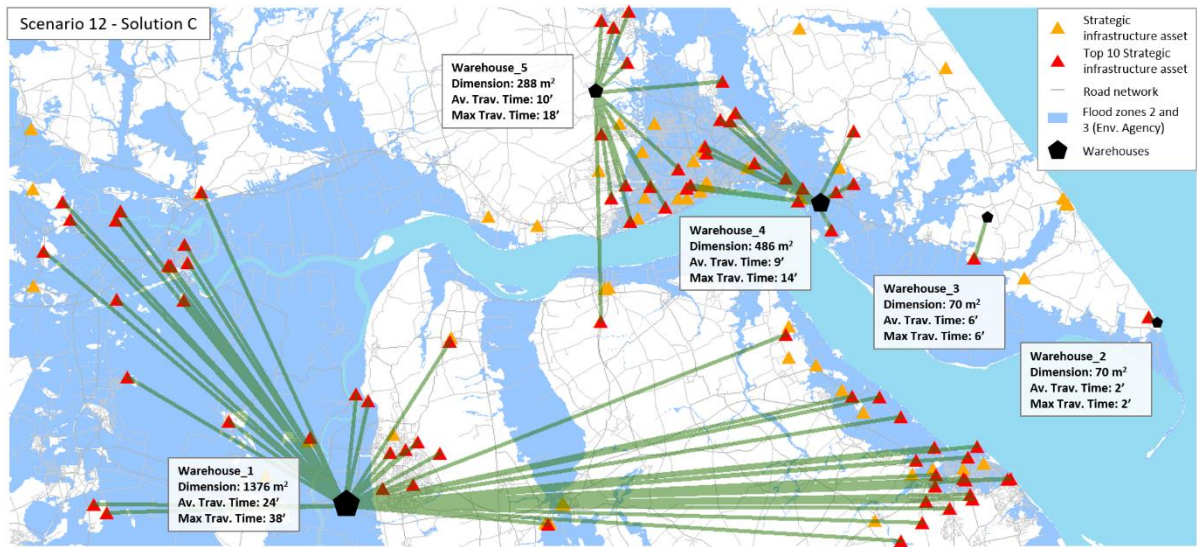 Scenario 12 - Solution C
Strategic
infrastructure asset
Top 10 Strategic
infrastructure asset
Road network
Flood zones 2 and
3 (Env. Agency)
Warehouses
Warehouse_5
Dimension: 288 m²
Av. Trav. Time: 10'
Max Trav. Time: 18'
Warehouse_4
Dimension: 486 m²
Av. Trav. Time: 9'
Max Trav. Time: 14'
Warehouse_3
Dimension: 70 m²
Av. Trav. Time: 6'
Max Trav. Time: 6'
Warehouse_2
Dimension: 70 m²
Av. Trav. Time: 2'
Max Trav. Time: 2'
Warehouse_1
Dimension: 1376 m²
Av. Trav. Time: 24'
Max Trav. Time: 38'